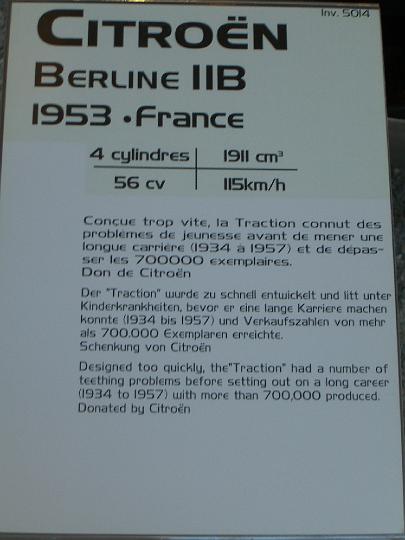 Inv. 5014
CITROËN
BERLINE 11B
1953 • France
4 cylindres 1911 cm³
56 cv 115km/h
Conçue trop vite, la Traction connut des
problèmes de jeunesse avant de mener une
longue carrière (1934 à 1957) et de dépas-
ser les 700000 exemplaires.
Don de Citroën
Der "Traction" wurde zu schnell entwickelt und litt unter
Kinderkrankheiten, bevor er eine lange Karriere machen
konnte (1934 bis 1957) und Verkaufszahlen von mehr
als 700.000 Exemplaren erreichte.
Schenkung von Citroën
Designed too quickly, the"Traction" had a number of
teething problems before setting out on a long career
(1934 to 1957) with more than 700,000 produced.
Donated by Citroën